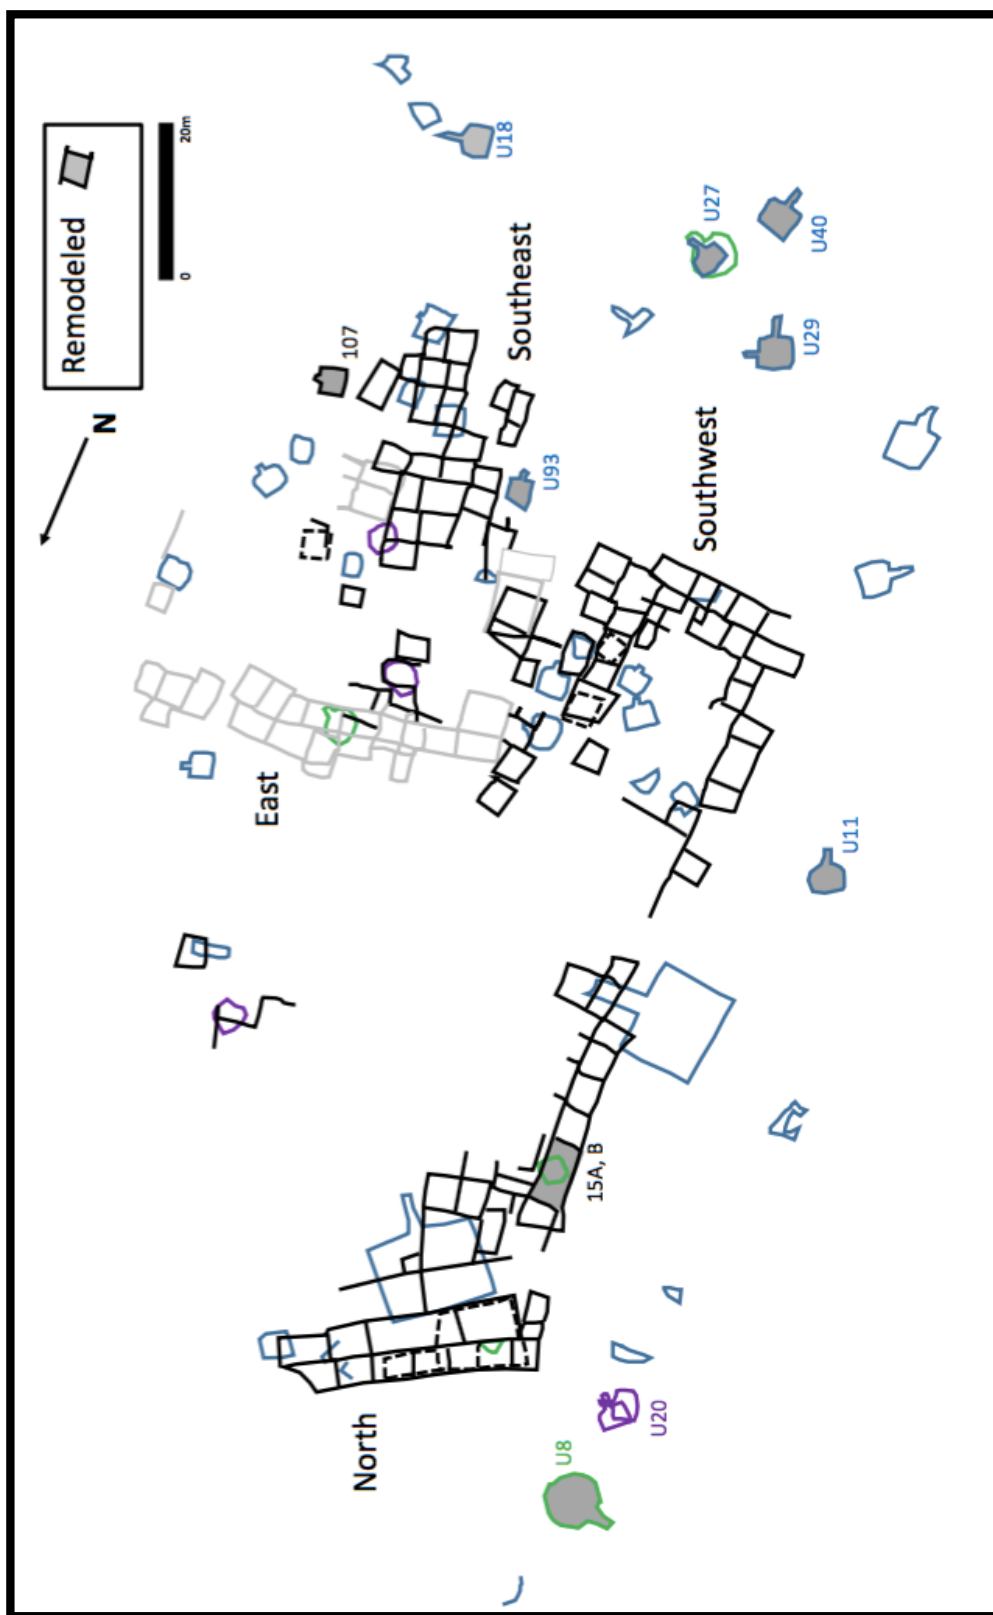 Remodeled
20m
0
N
U18
107
Southeast
U27
U40
U29
U93
Southwest
East
U11
15A, B
North
U20
U8